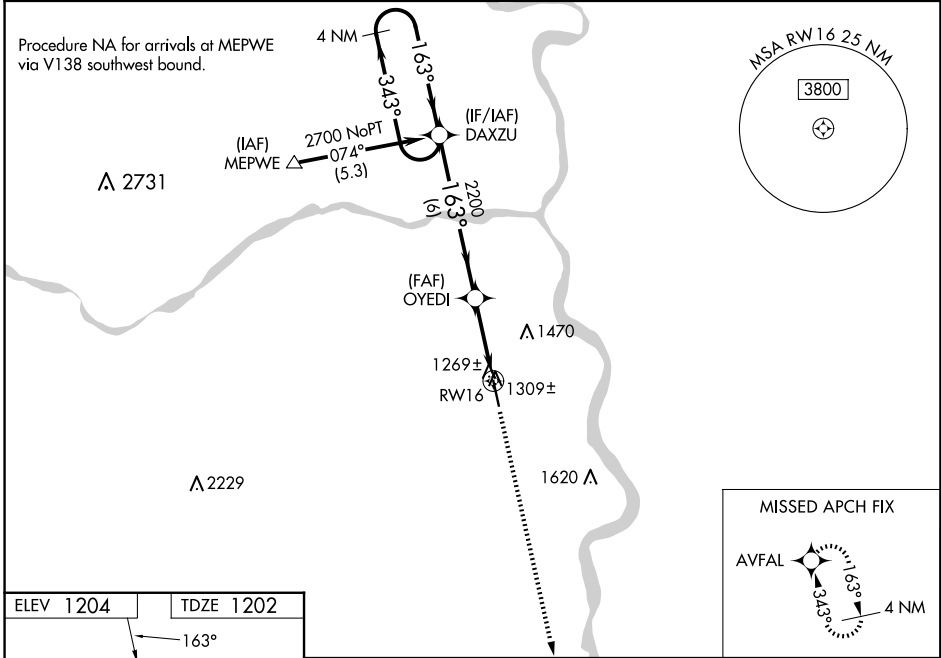 Procedure NA for arrivals at MEPWE
via V138 southwest bound.
4 NM
163°
343°
(IF/IAF)
DAXZU
(IAF)
MEPWE
2700 NoPT
074°
(5.3)
2731
2200
163°
(6)
(FAF)
OYEDI
1470
1269±
RW16
1309±
2229
1620
MSA RW16 25 NM
3800
MISSED APCH FIX
AVFAL
163°
343°
4 NM
ELEV 1204
TDZE 1202
163°